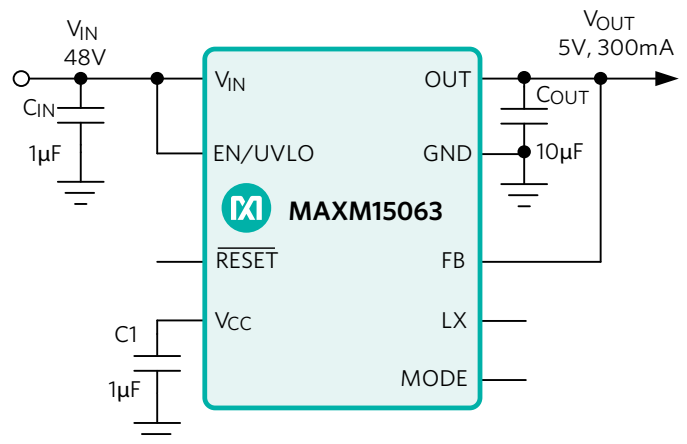 VIN
48V
VOUT
5V, 300mA
CIN
1µF
VIN
OUT
COUT
10µF
EN/UVLO
GND
MAXM15063
RESET
FB
VCC
LX
C1
1µF
MODE